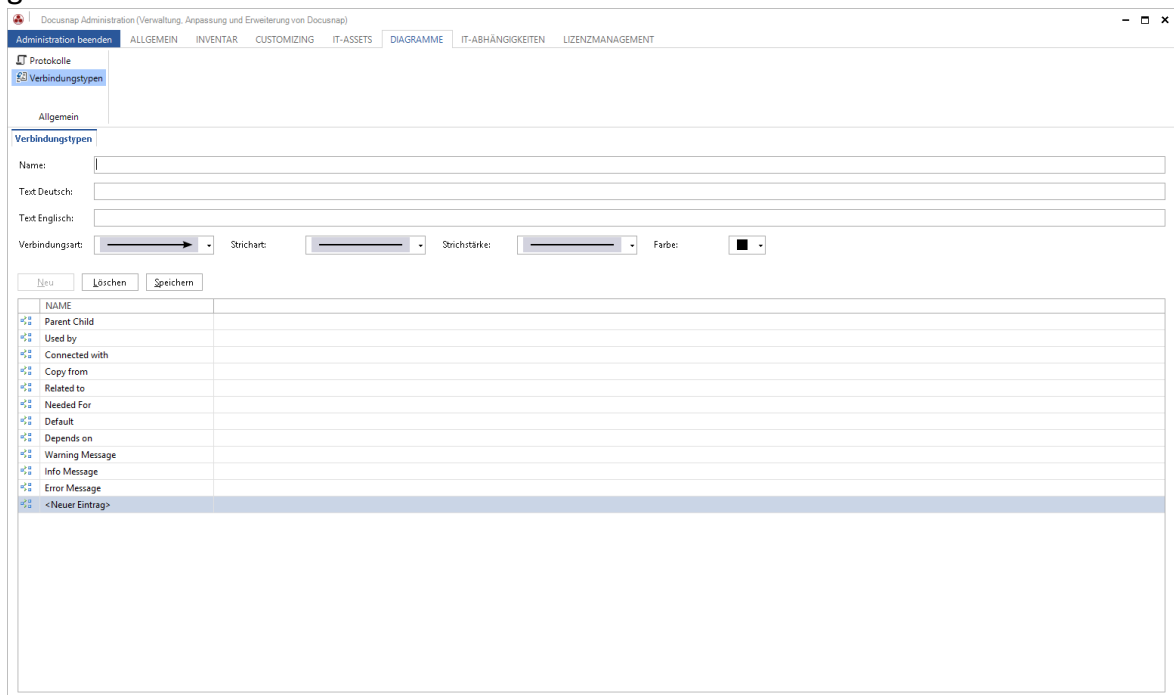 Docusnap Administration (Verwaltung, Anpassung und Erweiterung von Docusnap)
Administration beenden ALLGEMEIN INVENTAR CUSTOMIZING IT-ASSETS DIAGRAMME IT-ABHÄNGIGKEITEN LIZENZMANAGEMENT
Protokolle
Verbindungstypen
Allgemein
Verbindungstypen
Name:
Text Deutsch:
Text Englisch:
Verbindungsart: Strichart: Strichstärke: Farbe:
Neu Löschen Speichern
NAME
Parent Child
Used by
Connected with
Copy from
Related to
Needed For
Default
Depends on
Warning Message
Info Message
Error Message
<Neuer Eintrag>